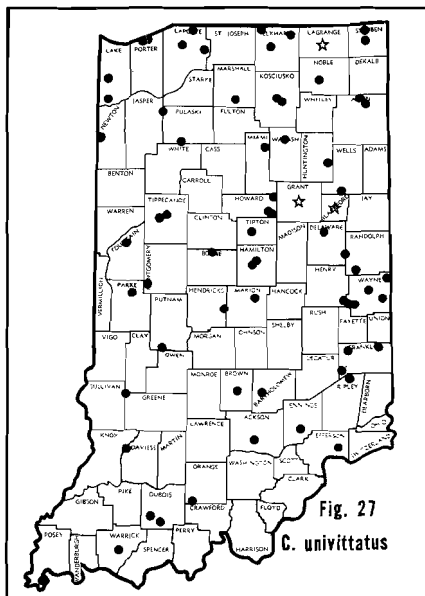 LAPORTE ST. JOSEPH ELKHART LAGRANGE STEUBEN
LAKE PORTER
NOBLE DEKALB
STARKE MARSHALL KOSCIUSKO
JASPER
NEWTON PULASKI FULTON WHITLEY ALLEN
MIAMI WABASH HUNTINGTON
WHITE CASS WELLS ADAMS
BENTON
CARROLL
HOWARD GRANT BLACKFORD JAY
WARREN TIPPECANOE
CLINTON TIPTON MADISON DELAWARE
FOUNTAIN RANDOLPH
MONTGOMERY BOONE HAMILTON
HENRY WAYNE
VERMILLION PARKE HENDRICKS MARION HANCOCK
PUTNAM
RUSH FAYETTE UNION
VIGO CLAY MORGAN JOHNSON SHELBY
OWEN FRANKLIN
DECATUR
MONROE BROWN BARTHOLOMEW RIPLEY DEARBORN
SULLIVAN GREENE
JENNINGS OHIO
LAWRENCE JACKSON JEFFERSON SWITZERLAND
KNOX DAVIESS MARTIN
ORANGE WASHINGTON SCOTT
CLARK
PIKE DUBOIS
GIBSON CRAWFORD FLOYD
POSEY VANDERBURGH WARRICK SPENCER PERRY HARRISON
Fig. 27
C. univittatus